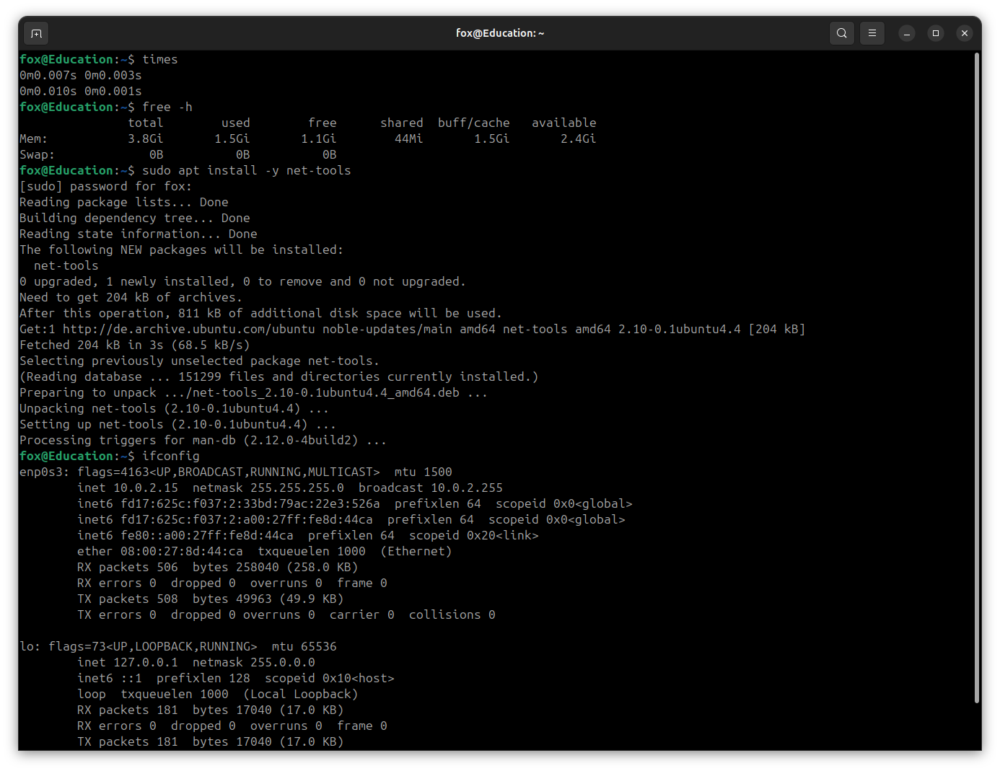 fox@Education: ~
fox@Education:~$ times
0m0.007s 0m0.003s
0m0.010s 0m0.001s
fox@Education:~$ free -h
               total        used        free      shared  buff/cache   available
Mem:           3.8Gi       1.5Gi       1.1Gi        44Mi       1.5Gi       2.4Gi
Swap:             0B          0B          0B
fox@Education:~$ sudo apt install -y net-tools
[sudo] password for fox:
Reading package lists... Done
Building dependency tree... Done
Reading state information... Done
The following NEW packages will be installed:
  net-tools
0 upgraded, 1 newly installed, 0 to remove and 0 not upgraded.
Need to get 204 kB of archives.
After this operation, 811 kB of additional disk space will be used.
Get:1 http://de.archive.ubuntu.com/ubuntu noble-updates/main amd64 net-tools amd64 2.10-0.1ubuntu4.4 [204 kB]
Fetched 204 kB in 3s (68.5 kB/s)
Selecting previously unselected package net-tools.
(Reading database ... 151299 files and directories currently installed.)
Preparing to unpack .../net-tools_2.10-0.1ubuntu4.4_amd64.deb ...
Unpacking net-tools (2.10-0.1ubuntu4.4) ...
Setting up net-tools (2.10-0.1ubuntu4.4) ...
Processing triggers for man-db (2.12.0-4build2) ...
fox@Education:~$ ifconfig
enp0s3: flags=4163<UP,BROADCAST,RUNNING,MULTICAST>  mtu 1500
        inet 10.0.2.15  netmask 255.255.255.0  broadcast 10.0.2.255
        inet6 fd17:625c:f037:2:33bd:79ac:22e3:526a  prefixlen 64  scopeid 0x0<global>
        inet6 fd17:625c:f037:2:a00:27ff:fe8d:44ca  prefixlen 64  scopeid 0x0<global>
        inet6 fe80::a00:27ff:fe8d:44ca  prefixlen 64  scopeid 0x20<link>
        ether 08:00:27:8d:44:ca  txqueuelen 1000  (Ethernet)
        RX packets 506  bytes 258040 (258.0 KB)
        RX errors 0  dropped 0  overruns 0  frame 0
        TX packets 508  bytes 49963 (49.9 KB)
        TX errors 0  dropped 0 overruns 0  carrier 0  collisions 0

lo: flags=73<UP,LOOPBACK,RUNNING>  mtu 65536
        inet 127.0.0.1  netmask 255.0.0.0
        inet6 ::1  prefixlen 128  scopeid 0x10<host>
        loop  txqueuelen 1000  (Local Loopback)
        RX packets 181  bytes 17040 (17.0 KB)
        RX errors 0  dropped 0  overruns 0  frame 0
        TX packets 181  bytes 17040 (17.0 KB)